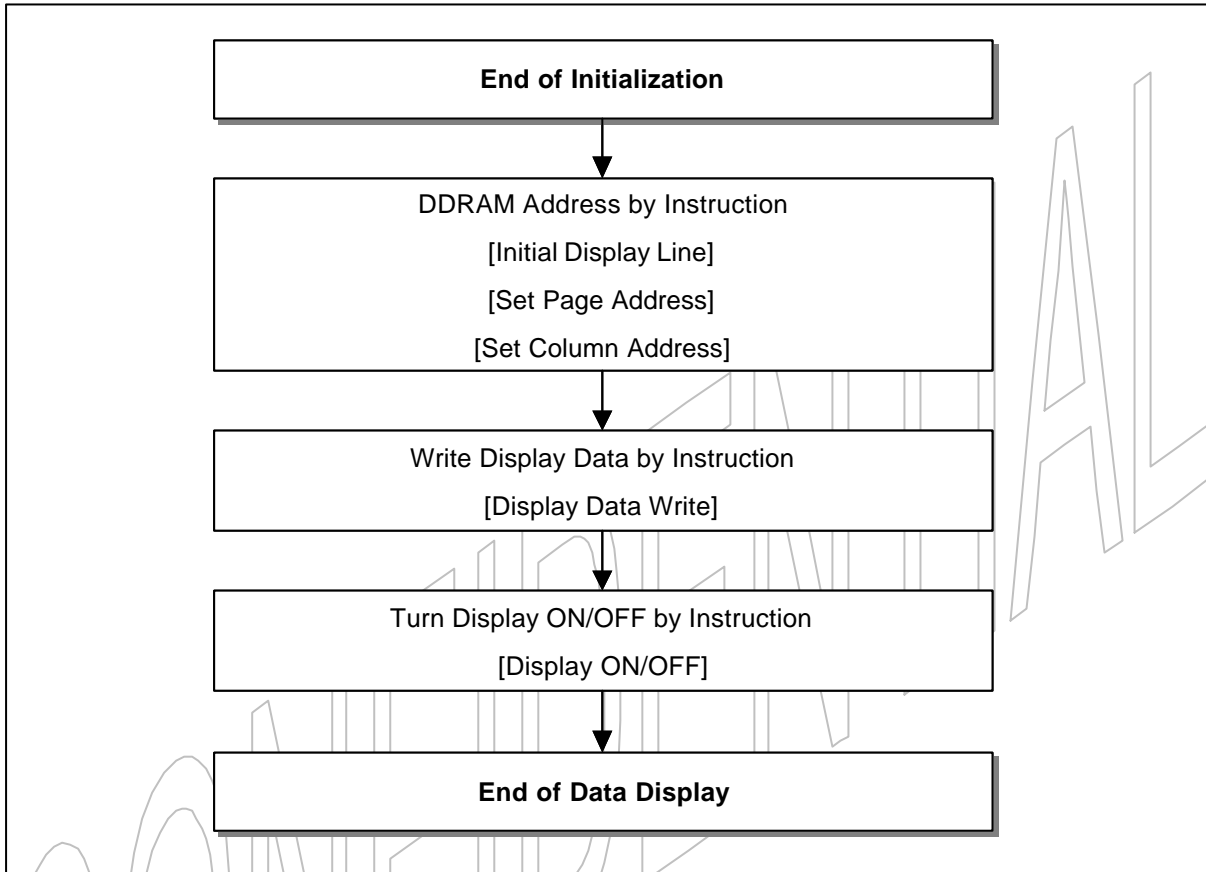 End of Initialization
DDRAM Address by Instruction
[Initial Display Line]
[Set Page Address]
[Set Column Address]
Write Display Data by Instruction
[Display Data Write]
Turn Display ON/OFF by Instruction
[Display ON/OFF]
End of Data Display